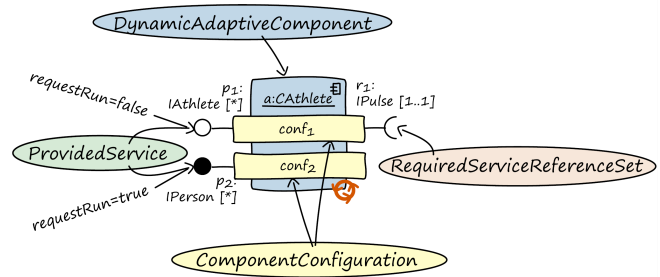 DynamicAdaptiveComponent
requestRun=false
p1:
IAthlete [*]
a:CAthlete
r1:
IPulse [1..1]
conf1
ProvidedService
conf2
RequiredServiceReferenceSet
p2:
IPerson [*]
requestRun=true
ComponentConfiguration